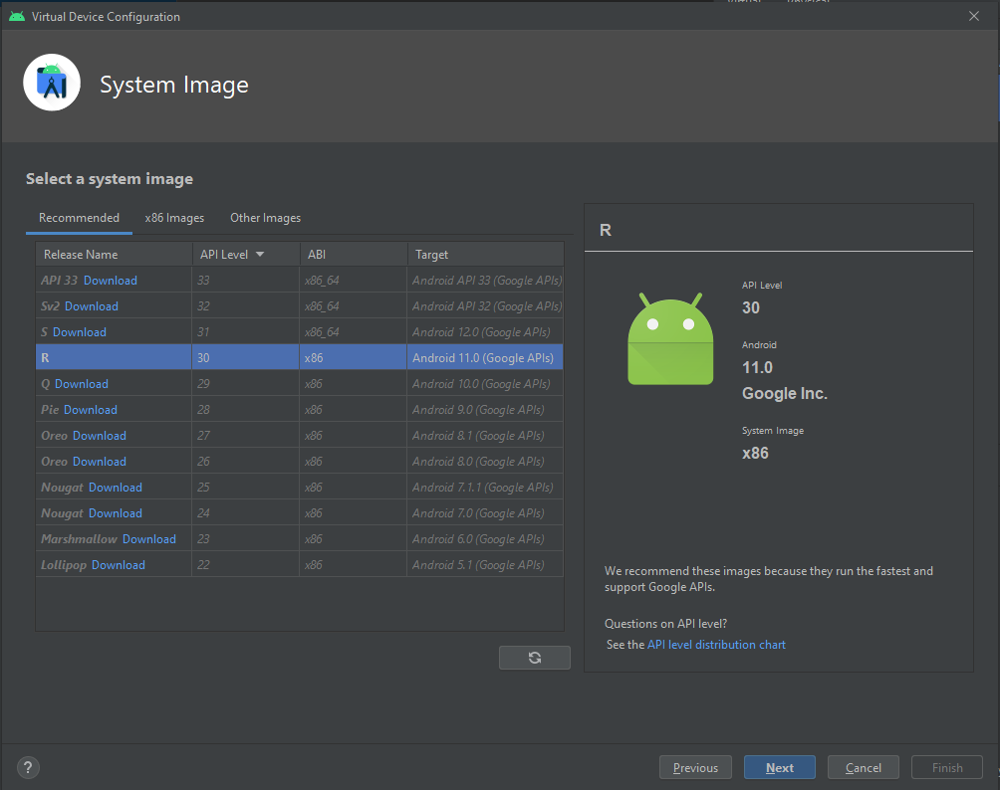 Virtual Device Configuration
System Image
Select a system image
Recommended x86 Images Other Images
Release Name API Level ABI Target
API 33 Download 33 x86_64 Android API 33 (Google APIs)
Sv2 Download 32 x86_64 Android API 32 (Google APIs)
S Download 31 x86_64 Android 12.0 (Google APIs)
R 30 x86 Android 11.0 (Google APIs)
Q Download 29 x86 Android 10.0 (Google APIs)
Pie Download 28 x86 Android 9.0 (Google APIs)
Oreo Download 27 x86 Android 8.1 (Google APIs)
Oreo Download 26 x86 Android 8.0 (Google APIs)
Nougat Download 25 x86 Android 7.1.1 (Google APIs)
Nougat Download 24 x86 Android 7.0 (Google APIs)
Marshmallow Download 23 x86 Android 6.0 (Google APIs)
Lollipop Download 22 x86 Android 5.1 (Google APIs)
R
API Level
30
Android
11.0
Google Inc.
System Image
x86
We recommend these images because they run the fastest and
support Google APIs.
Questions on API level?
See the API level distribution chart
? Previous Next Cancel Finish